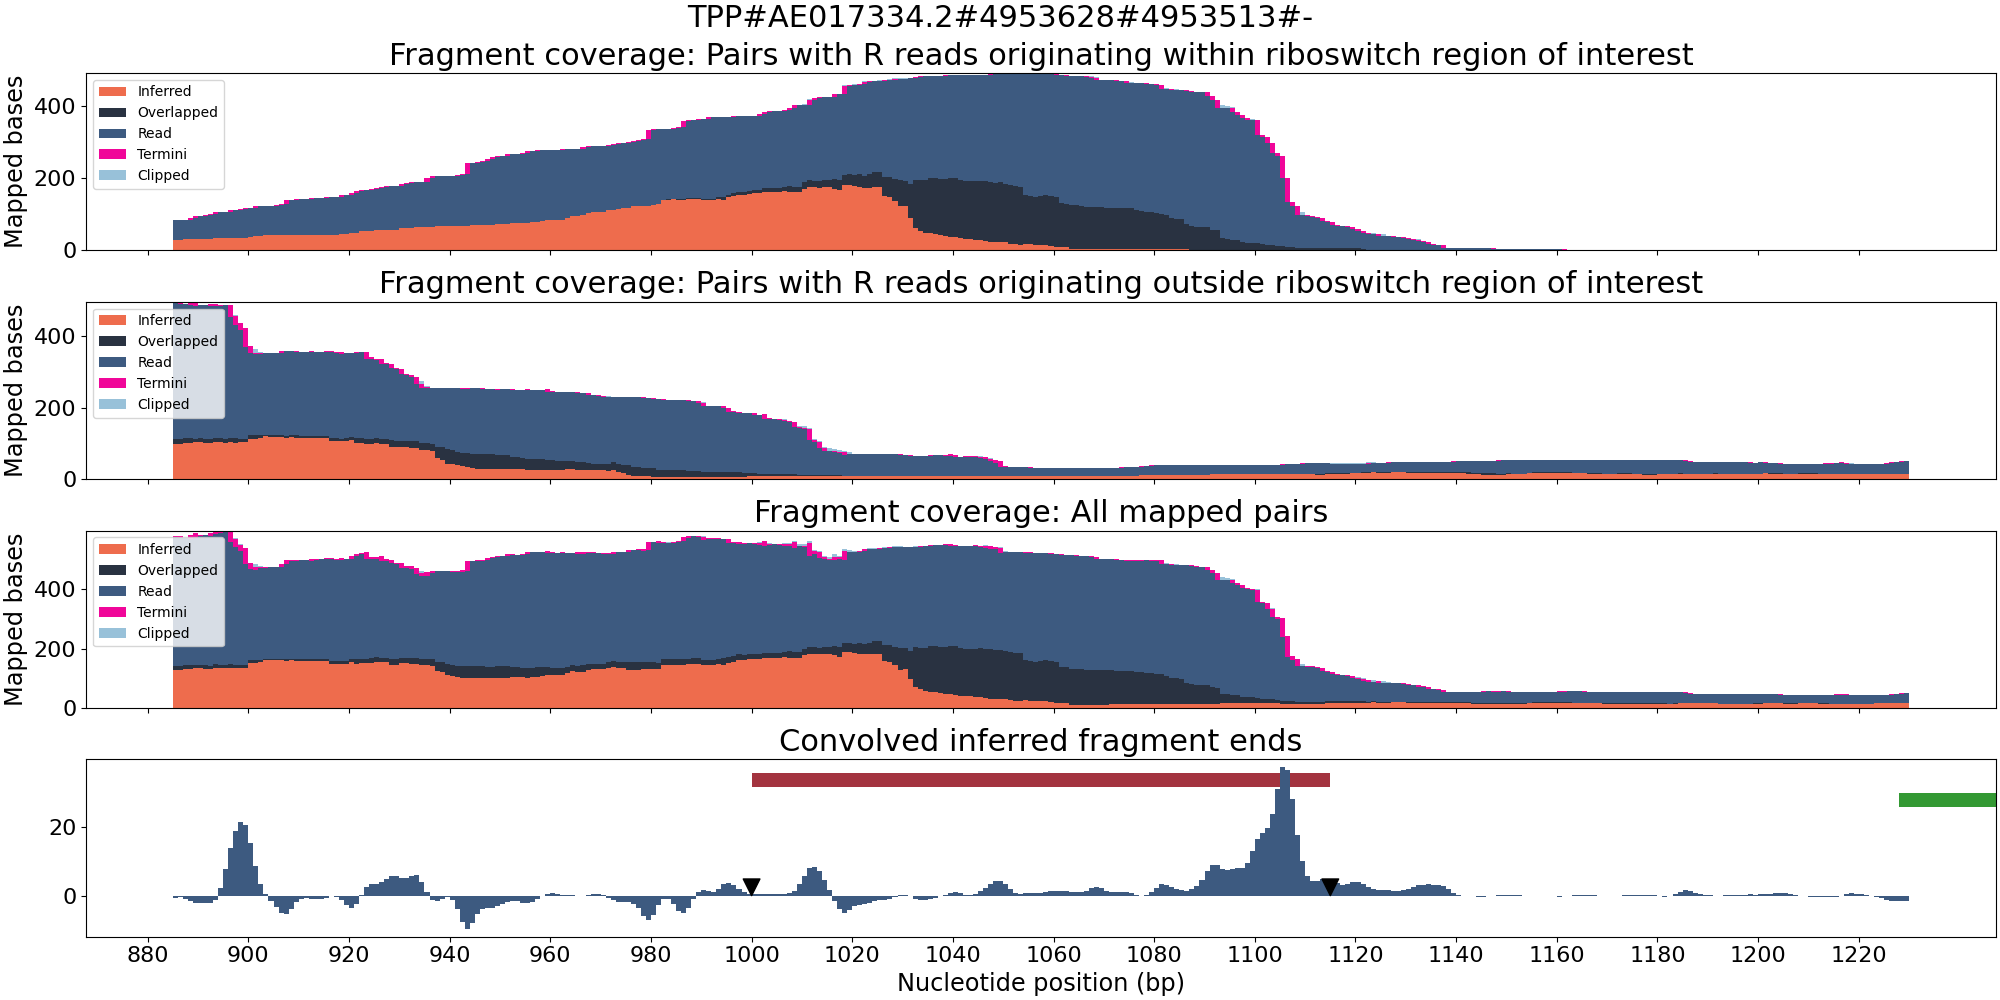 TPP#AE017334.2#4953628#4953513#-
Fragment coverage: Pairs with R reads originating within riboswitch region of interest
Mapped bases
400
200
0
Inferred
Overlapped
Read
Termini
Clipped
Fragment coverage: Pairs with R reads originating outside riboswitch region of interest
Mapped bases
400
200
0
Inferred
Overlapped
Read
Termini
Clipped
Fragment coverage: All mapped pairs
Mapped bases
400
200
0
Inferred
Overlapped
Read
Termini
Clipped
Convolved inferred fragment ends
20
0
880 900 920 940 960 980 1000 1020 1040 1060 1080 1100 1120 1140 1160 1180 1200 1220
Nucleotide position (bp)